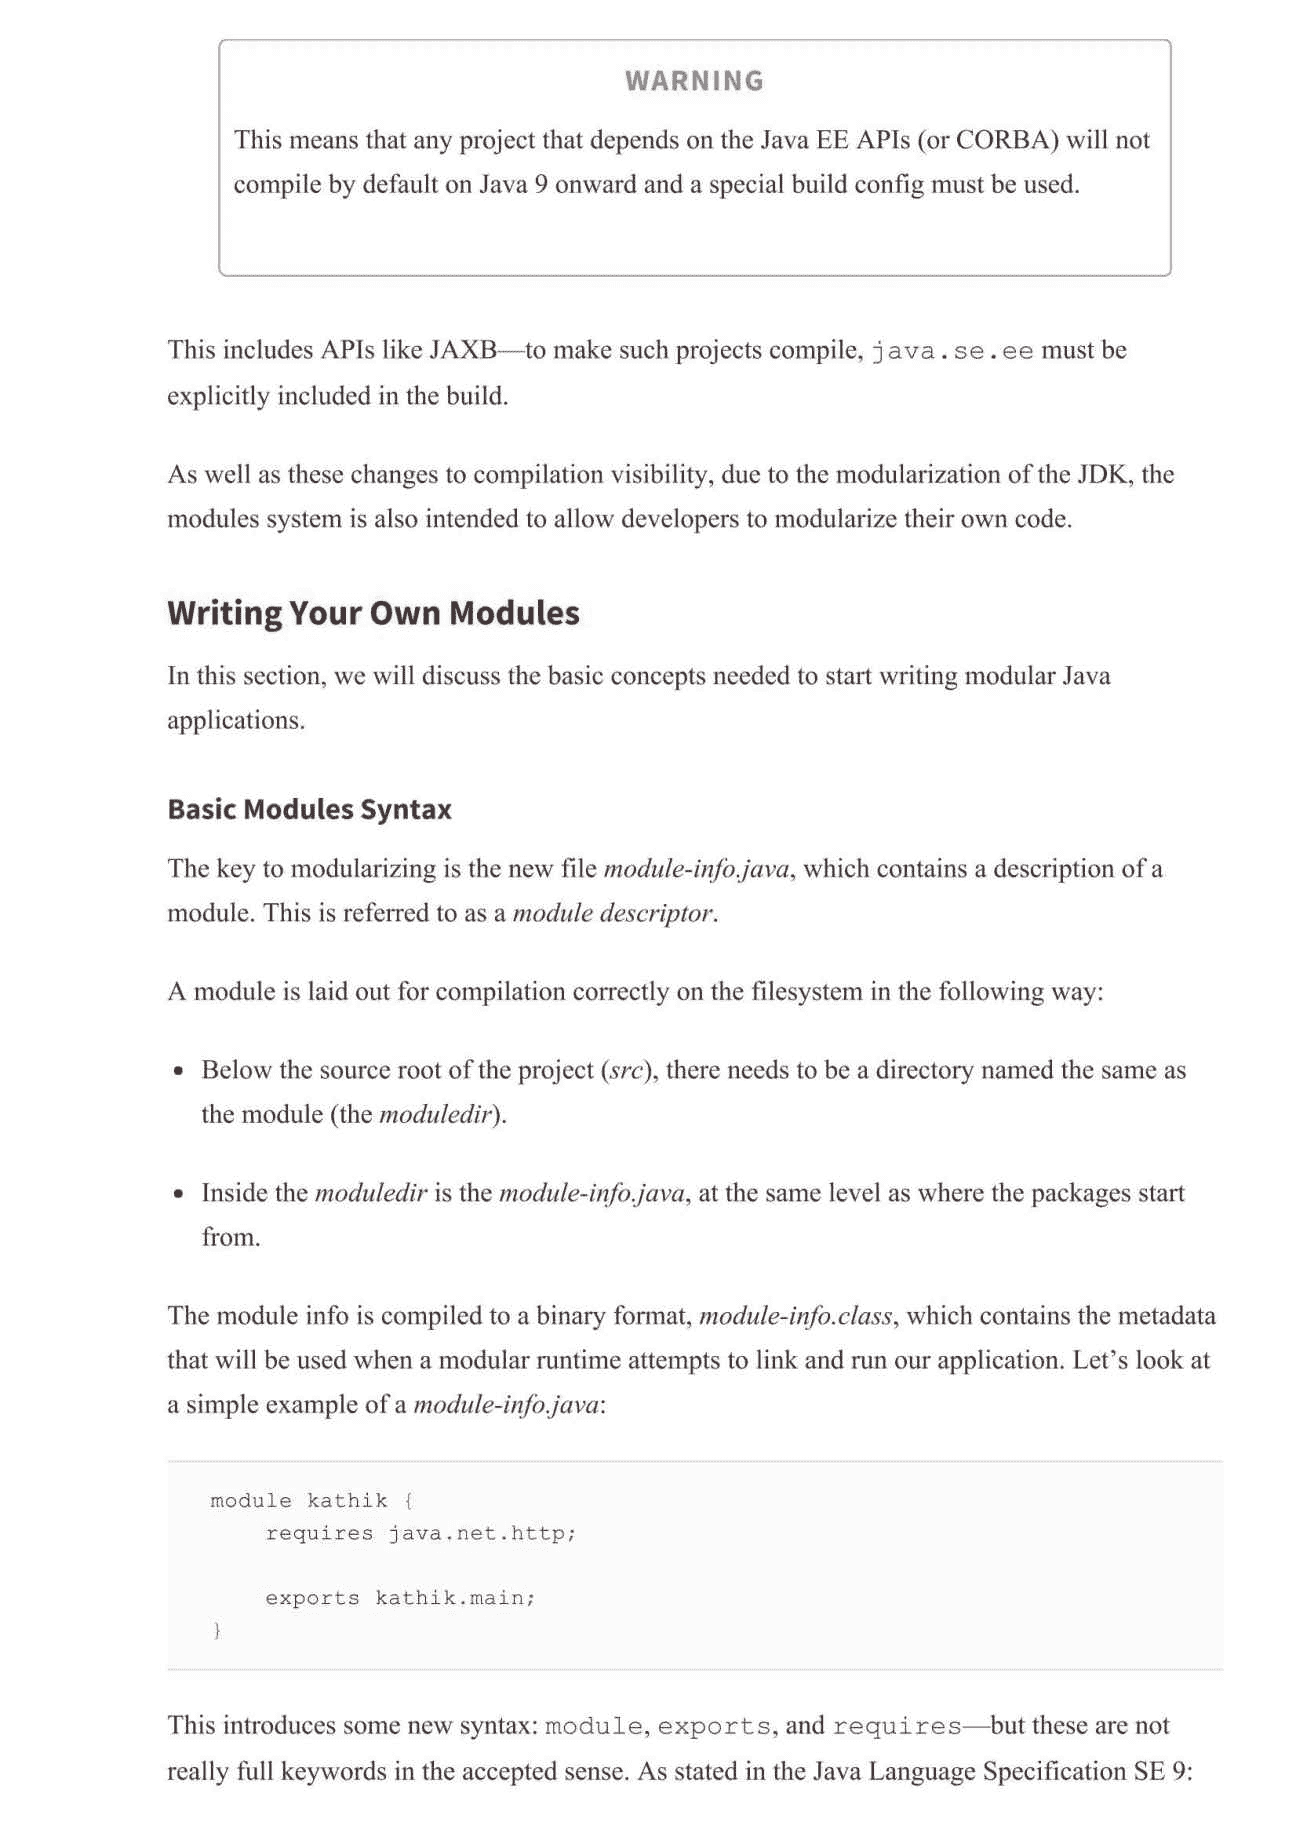 WARNING
This means that any project that depends on the Java EE APIs (or CORBA) will not
compile by default on Java 9 onward and a special build config must be used.
This includes APIs like JAXB—to make such projects compile, java.se.ee must be
explicitly included in the build.
As well as these changes to compilation visibility, due to the modularization of the JDK, the
modules system is also intended to allow developers to modularize their own code.
Writing Your Own Modules
In this section, we will discuss the basic concepts needed to start writing modular Java
applications.
Basic Modules Syntax
The key to modularizing is the new file module-info.java, which contains a description of a
module. This is referred to as a module descriptor.
A module is laid out for compilation correctly on the filesystem in the following way:
• Below the source root of the project (src), there needs to be a directory named the same as
the module (the moduledir).
• Inside the moduledir is the module-info.java, at the same level as where the packages start
from.
The module info is compiled to a binary format, module-info.class, which contains the metadata
that will be used when a modular runtime attempts to link and run our application. Let’s look at
a simple example of a module-info.java:
module kathik {
    requires java.net.http;
    exports kathik.main;
}
This introduces some new syntax: module, exports, and requires—but these are not
really full keywords in the accepted sense. As stated in the Java Language Specification SE 9: